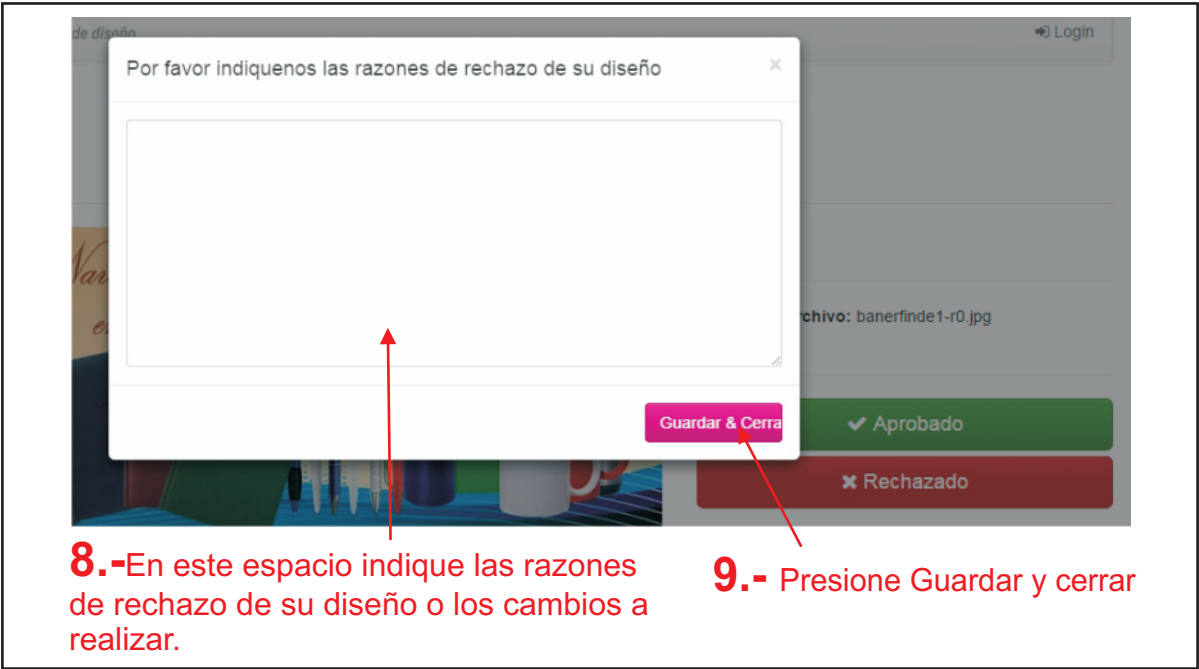 de diseño
Login
Por favor indiquenos las razones de rechazo de su diseño
×
chivo: banerfinde1-r0.jpg
Guardar & Cerra
Aprobado
Rechazado
8.-En este espacio indique las razones
de rechazo de su diseño o los cambios a
realizar.
9.- Presione Guardar y cerrar